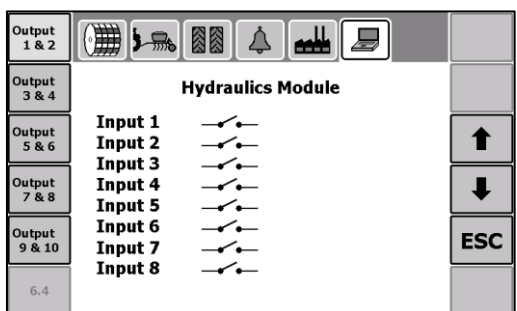 Output
1 & 2
Output
3 & 4
Output
5 & 6
Output
7 & 8
Output
9 & 10
6.4
Hydraulics Module
Input 1
Input 2
Input 3
Input 4
Input 5
Input 6
Input 7
Input 8
ESC